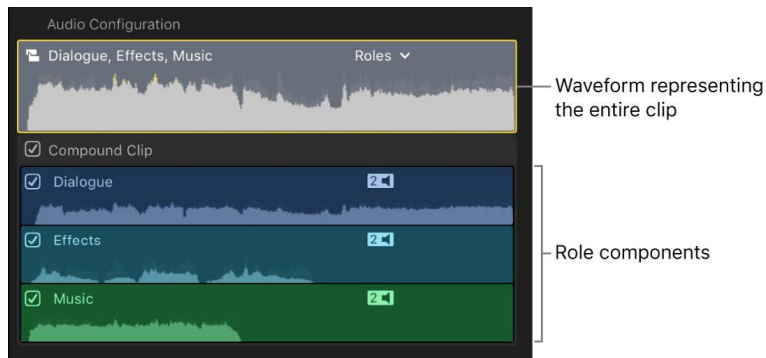 Audio Configuration
Dialogue, Effects, Music Roles
Waveform representing
the entire clip
Compound Clip
Dialogue 2
Effects 2
Role components
Music 2